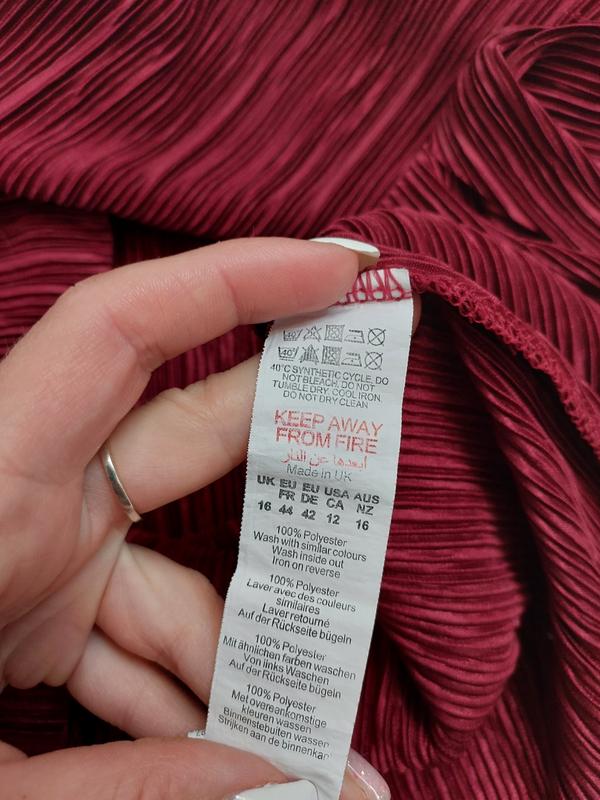 40°C SYNTHETIC CYCLE, DO
NOT BLEACH. DO NOT
TUMBLE DRY. COOL IRON.
DO NOT DRY CLEAN
KEEP AWAY
FROM FIRE
أبعدها عن النار
Made in UK
UK EU EU USA AUS
FR DE CA NZ
16 44 42 12 16
100% Polyester
Wash with similar colours
Wash inside out
Iron on reverse
100% Polyester
Laver avec des couleurs
similaires
Laver retourné
Auf der Rückseite bügeln
100% Polyester
Mit ähnlichen farben waschen
Von links Waschen
Auf der Rückseite bügeln
100% Polyester
Met overeenkomstige
kleuren wassen
Binnenstebuiten wassen
Strijken aan de binnenkan